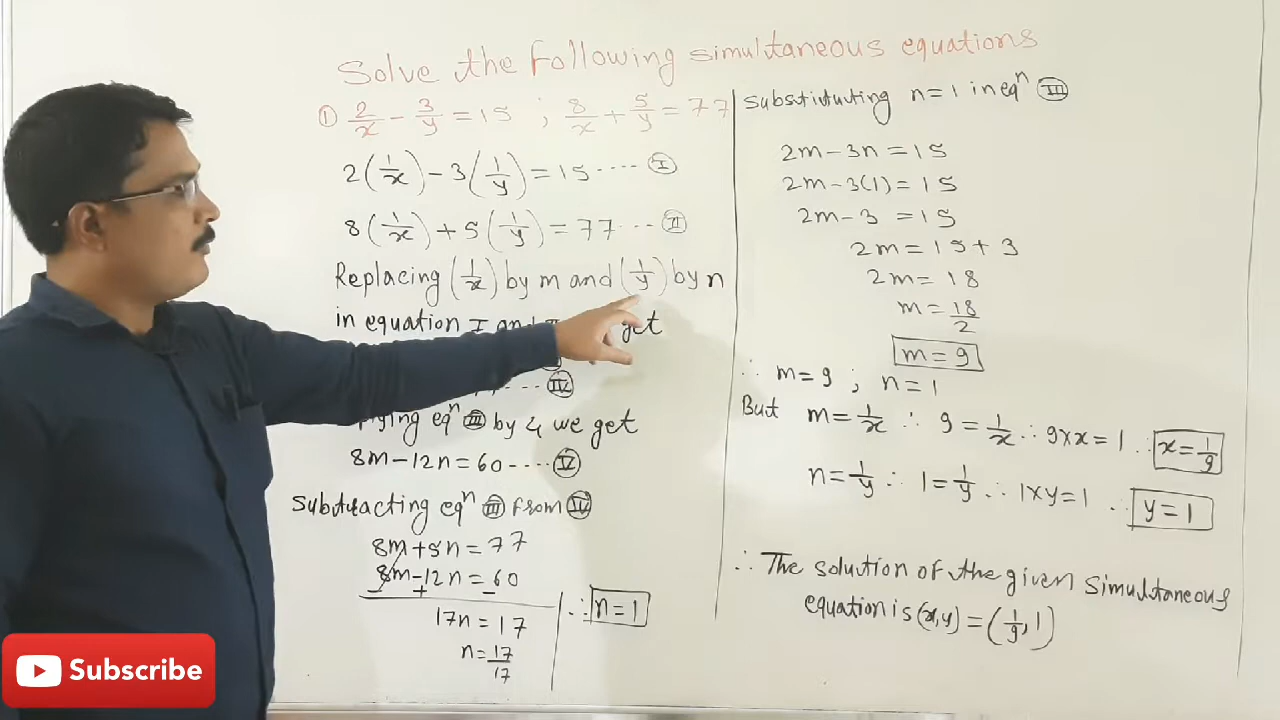 Solve the following simultaneous equations
① 2/x - 3/y = 15 ; 8/x + 5/y = 77
2(1/x) - 3(1/y) = 15 ---- Ⅰ
8(1/x) + 5(1/y) = 77 --- Ⅱ
Replacing (1/x) by m and (1/y) by n
in equation I and get
---- Ⅳ
plying eqⁿ Ⅲ by 4 we get
8m - 12n = 60 ---- Ⅴ
Subtracting eqⁿ Ⅲ from Ⅳ
8m + 5n = 77
8m - 12n = 60
- + -
17n = 17
n = 17/17
∴ n = 1
Substituting n = 1 in eqⁿ Ⅲ
2m - 3n = 15
2m - 3(1) = 15
2m - 3 = 15
2m = 15 + 3
2m = 18
m = 18/2
m = 9
∴ m = 9 ; n = 1
But m = 1/x ∴ 9 = 1/x ∴ 9 × x = 1 ∴ x = 1/9
n = 1/y ∴ 1 = 1/y ∴ 1 × y = 1 ∴ y = 1
∴ The solution of the given simultaneous
equation is (x, y) = (1/9, 1)
Subscribe